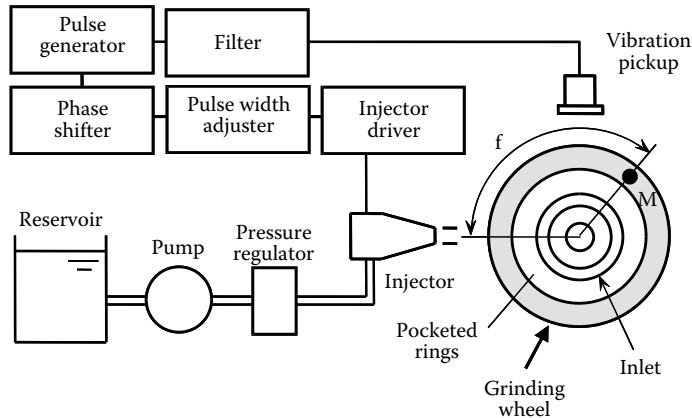 Pulse
generator
Filter
Vibration
pickup
Phase
shifter
Pulse width
adjuster
Injector
driver
f
M
Reservoir
Pump
Pressure
regulator
Injector
Pocketed
rings
Inlet
Grinding
wheel